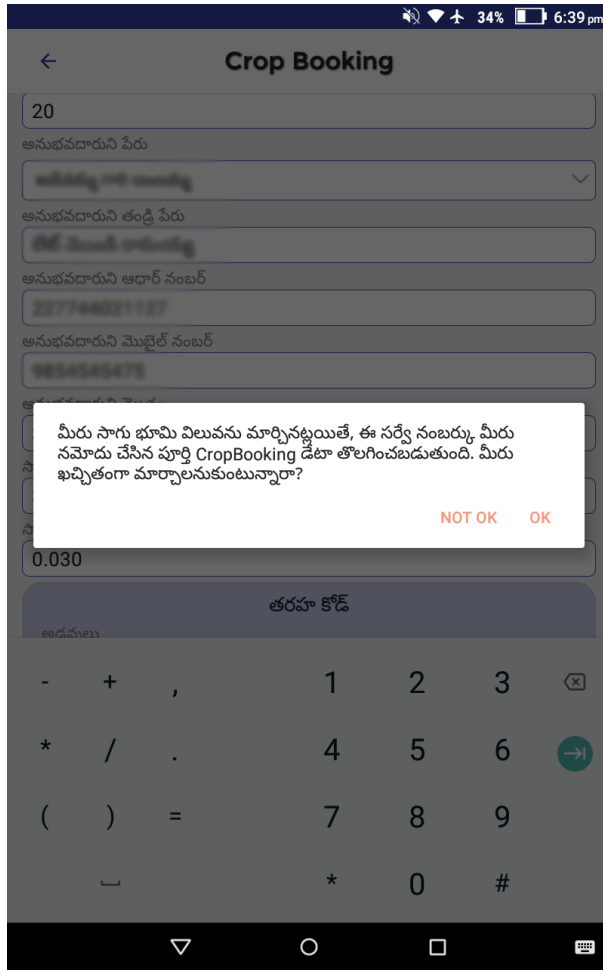 34% 6:39 pm
Crop Booking
20
అనుభవదారుని పేరు
అనుభవదారుని తండ్రి పేరు
అనుభవదారుని ఆధార్ నంబర్
అనుభవదారుని మొబైల్ నంబర్
మీరు సాగు భూమి విలువను మార్చినట్లయితే, ఈ సర్వే నంబర్కు మీరు
నమోదు చేసిన పూర్తి CropBooking డేటా తొలగించబడుతుంది. మీరు
ఖచ్చితంగా మార్చాలనుకుంటున్నారా?
NOT OK OK
0.030
తరహ కోడ్
అడవులు
- + , 1 2 3
* / . 4 5 6
( ) = 7 8 9
* 0 #